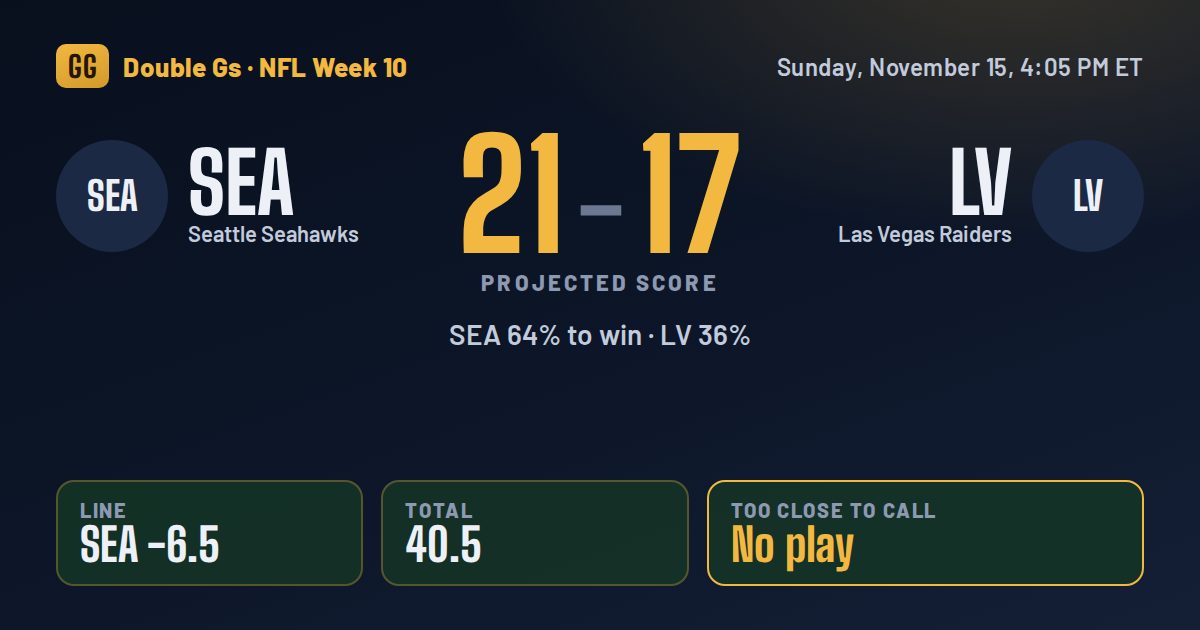 GG Double Gs · NFL Week 10
Sunday, November 15, 4:05 PM ET
SEA
SEA
Seattle Seahawks
21 – 17
PROJECTED SCORE
SEA 64% to win · LV 36%
LV
Las Vegas Raiders
LV
LINE
SEA −6.5
TOTAL
40.5
TOO CLOSE TO CALL
No play